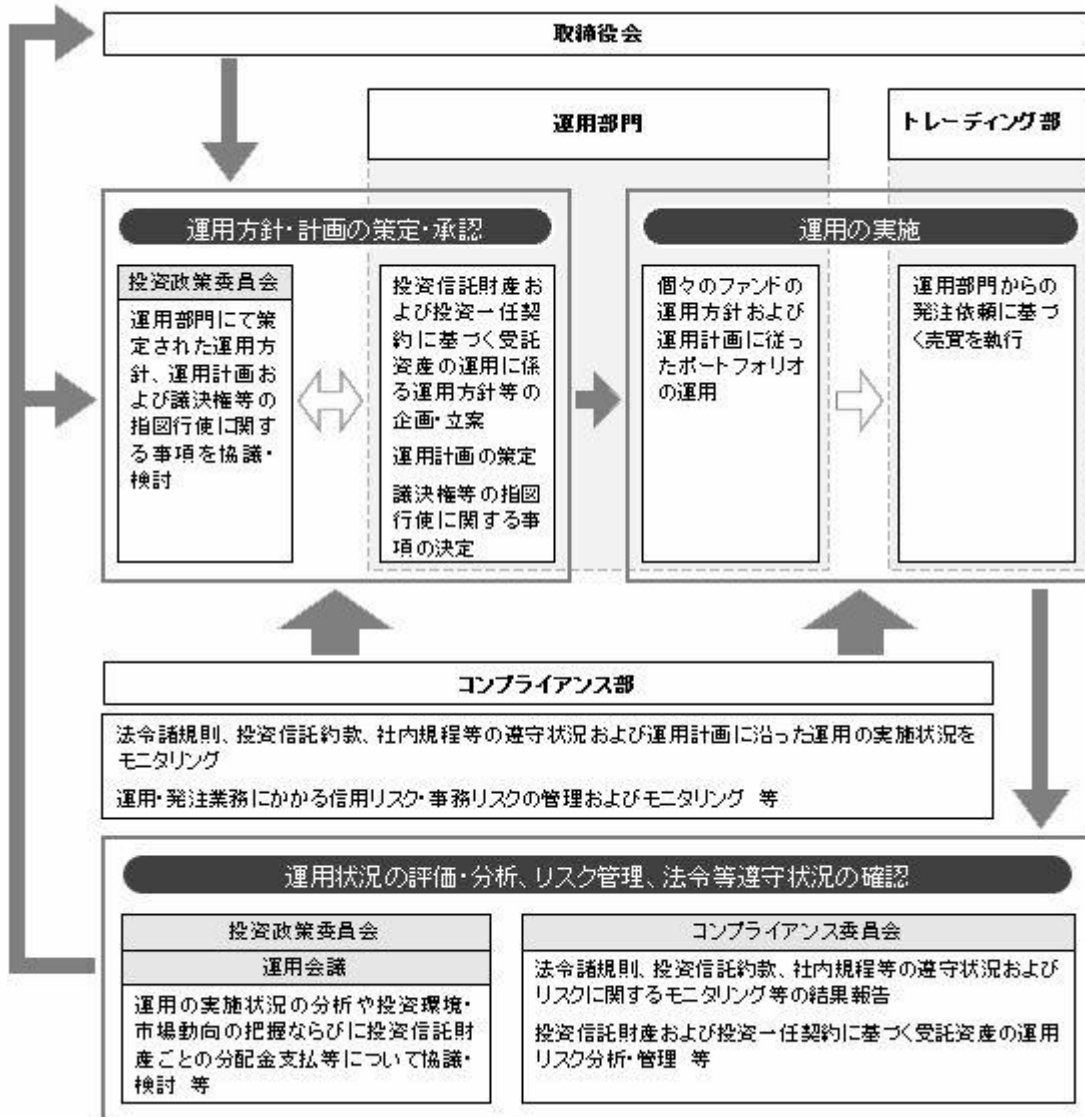 取締役会
運用部門
トレーディング部
運用方針・計画の策定・承認
投資政策委員会
運用部門にて策
定された運用方
針、運用計画お
よび議決権等の
指図行使に関す
る事項を協議・
検討
投資信託財産お
よび投資一任契
約に基づく受託
資産の運用に係
る運用方針等の
企画・立案
運用計画の策定
議決権等の指図
行使に関する事
項の決定
運用の実施
個々のファンドの
運用方針および
運用計画に従っ
たポートフォリオ
の運用
運用部門からの
発注依頼に基づ
く売買を執行
コンプライアンス部
法令諸規則、投資信託約款、社内規程等の遵守状況および運用計画に沿った運用の実施状況を
モニタリング
運用・発注業務にかかる信用リスク・事務リスクの管理およびモニタリング 等
運用状況の評価・分析、リスク管理、法令等遵守状況の確認
投資政策委員会
運用会議
運用の実施状況の分析や投資環境・
市場動向の把握ならびに投資信託財
産ごとの分配金支払等について協議・
検討 等
コンプライアンス委員会
法令諸規則、投資信託約款、社内規程等の遵守状況および
リスクに関するモニタリング等の結果報告
投資信託財産および投資一任契約に基づく受託資産の運用
リスク分析・管理 等